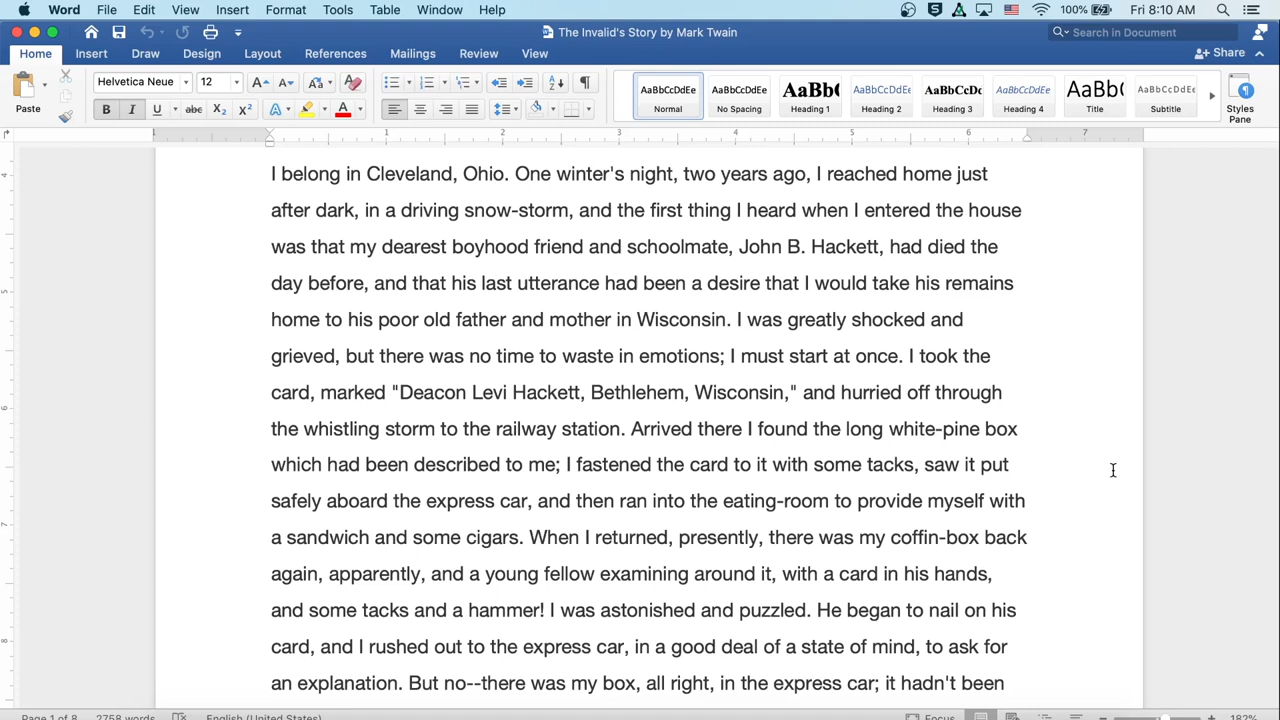 Word File Edit View Insert Format Tools Table Window Help 100% Fri 8:10 AM
The Invalid's Story by Mark Twain Search in Document
Home Insert Draw Design Layout References Mailings Review View Share
Paste Helvetica Neue 12 AaBbCcDdEe AaBbCcDdEe AaBbC AaBbCcDdEe AaBbCcDc AaBbCcDdEe AaBbC AaBbCcDdEe
B I U abc X₂ X² A A Normal No Spacing Heading 1 Heading 2 Heading 3 Heading 4 Title Subtitle Styles Pane
1 1 2 3 4 5 6 7
I belong in Cleveland, Ohio. One winter's night, two years ago, I reached home just
after dark, in a driving snow-storm, and the first thing I heard when I entered the house
was that my dearest boyhood friend and schoolmate, John B. Hackett, had died the
day before, and that his last utterance had been a desire that I would take his remains
home to his poor old father and mother in Wisconsin. I was greatly shocked and
grieved, but there was no time to waste in emotions; I must start at once. I took the
card, marked "Deacon Levi Hackett, Bethlehem, Wisconsin," and hurried off through
the whistling storm to the railway station. Arrived there I found the long white-pine box
which had been described to me; I fastened the card to it with some tacks, saw it put
safely aboard the express car, and then ran into the eating-room to provide myself with
a sandwich and some cigars. When I returned, presently, there was my coffin-box back
again, apparently, and a young fellow examining around it, with a card in his hands,
and some tacks and a hammer! I was astonished and puzzled. He began to nail on his
card, and I rushed out to the express car, in a good deal of a state of mind, to ask for
an explanation. But no--there was my box, all right, in the express car; it hadn't been
Page 1 of 8 2758 words English (United States) Focus 182%